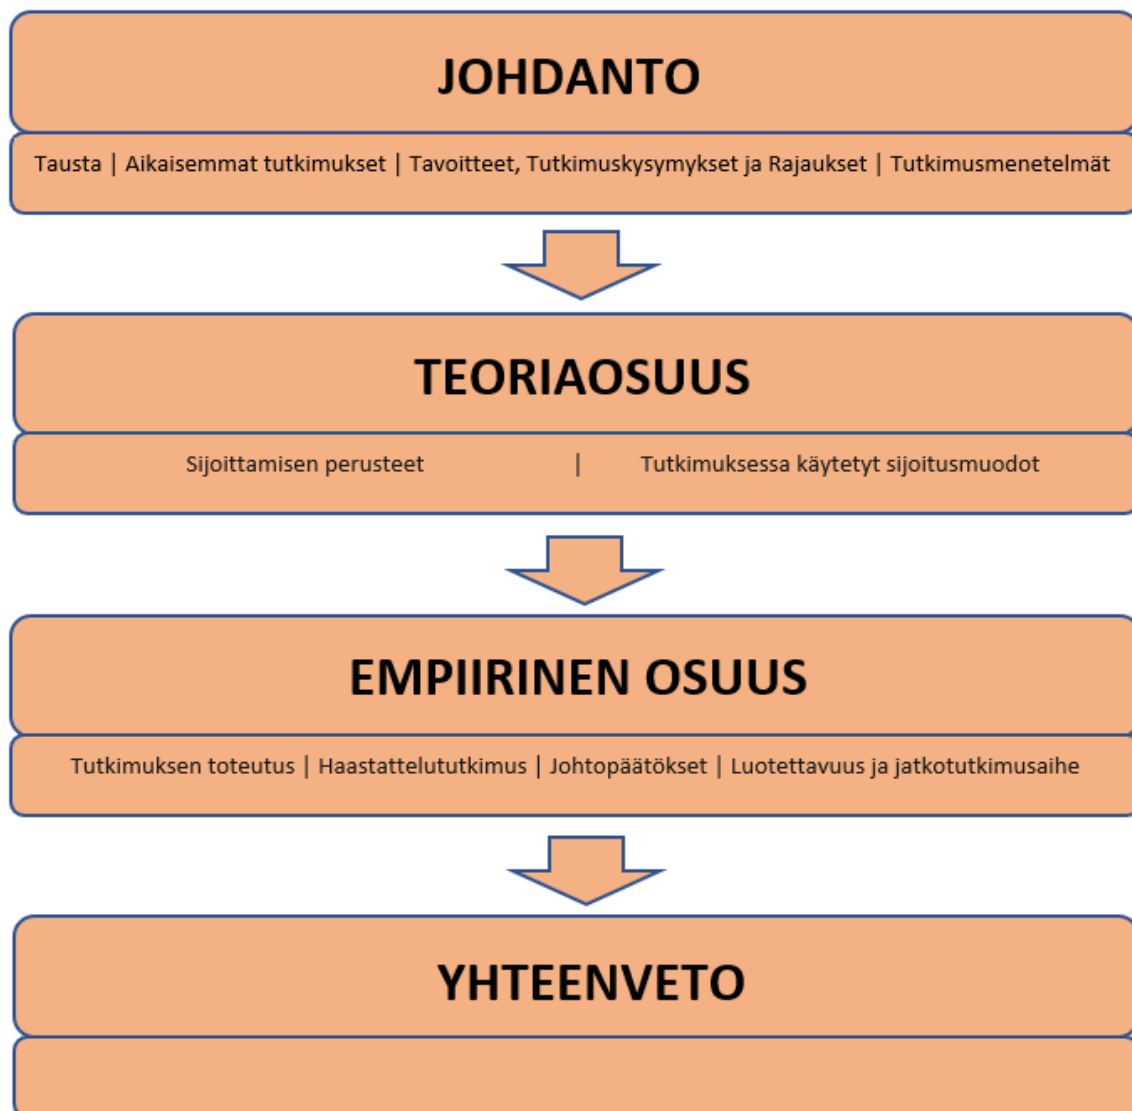 JOHDANTO
Tausta | Aikaisemmat tutkimukset | Tavoitteet, Tutkimuskysymykset ja Rajaukset | Tutkimusmenetelmät
TEORIAOSUUS
Sijoittamisen perusteet | Tutkimuksessa käytetyt sijoitusmuodot
EMPIIRINEN OSUUS
Tutkimuksen toteutus | Haastattelututkimus | Johtopäätökset | Luotettavuus ja jatkotutkimusaihe
YHTEENVETO